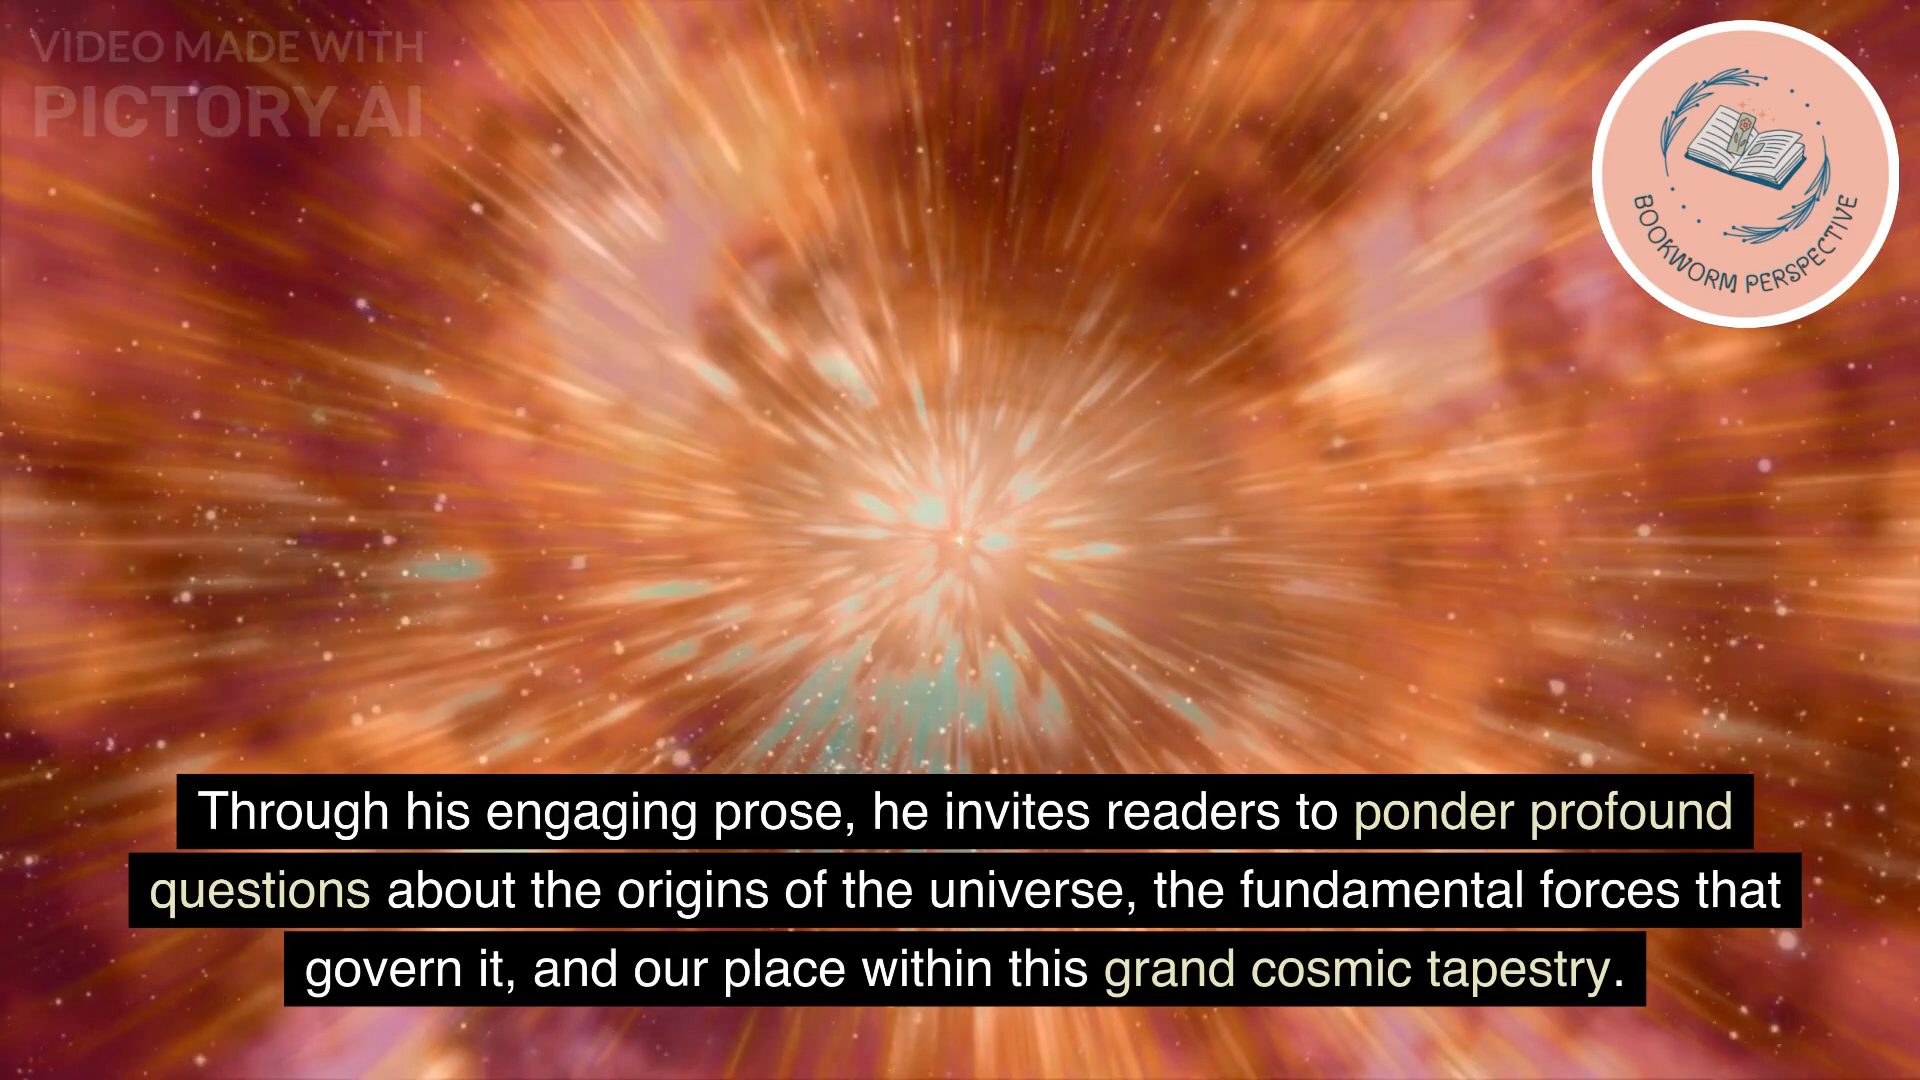 VIDEO MADE WITH
PICTORY.AI
BOOKWORM PERSPECTIVE
Through his engaging prose, he invites readers to ponder profound
questions about the origins of the universe, the fundamental forces that
govern it, and our place within this grand cosmic tapestry.